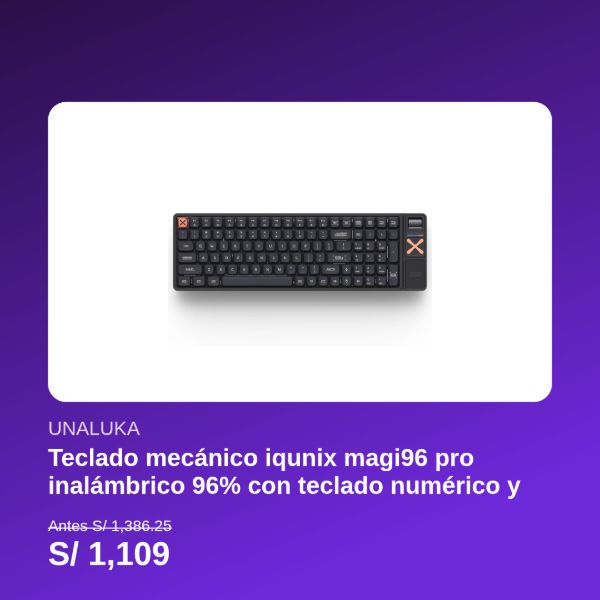 UNALUKA
Teclado mecánico iqunix magi96 pro
inalámbrico 96% con teclado numérico y
Antes S/ 1,386.25
S/ 1,109